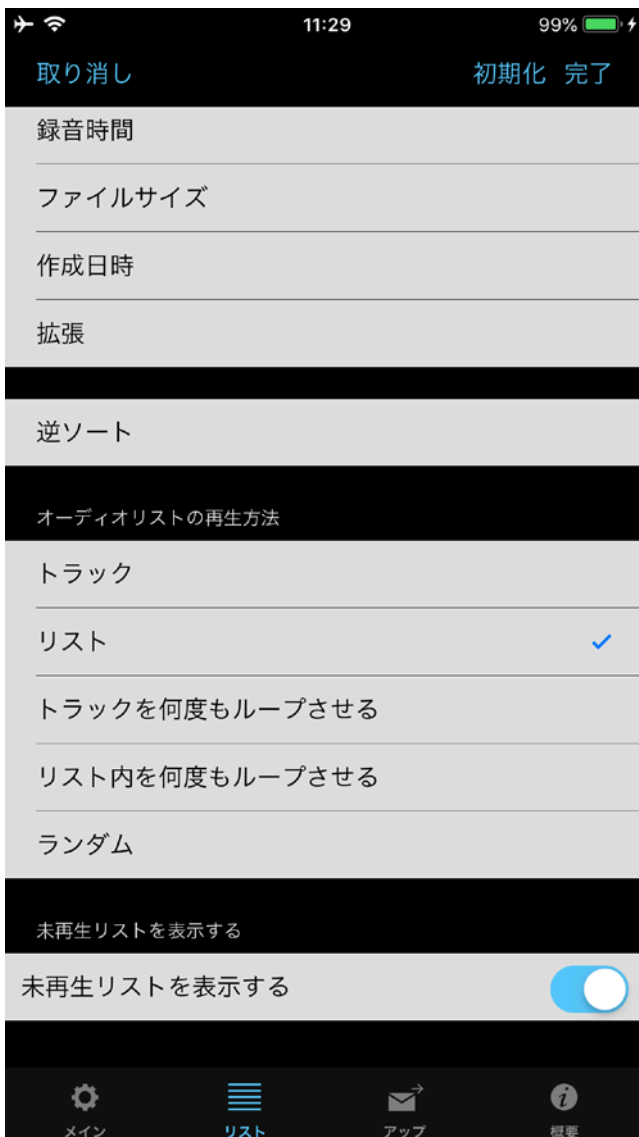 11:29
99%
取り消し
初期化 完了
録音時間
ファイルサイズ
作成日時
拡張
逆ソート
オーディオリストの再生方法
トラック
リスト
トラックを何度もループさせる
リスト内を何度もループさせる
ランダム
未再生リストを表示する
未再生リストを表示する
メイン
リスト
アップ
概要